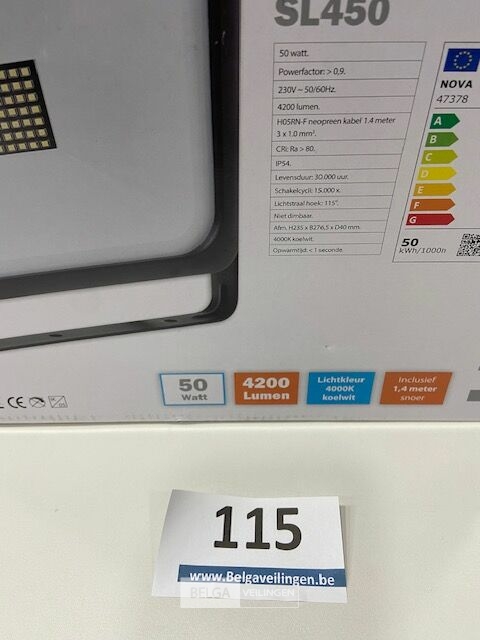 SL450
50 watt.
Powerfactor: > 0,9.
230V ~ 50/60Hz.
4200 lumen.
H05RN-F neopreen kabel 1.4 meter
3 x 1.0 mm².
CRi: Ra > 80.
IP54.
Levensduur: 30.000 uur.
Schakelcycli: 15.000 x.
Lichtstraal hoek: 115°.
Niet dimbaar.
Afm. H235 x B276,5 x D40 mm.
4000K koelwit.
Opwarmtijd: < 1 seconde.
NOVA
47378
A
B
C
D
E
F
G
50
kWh/1000h
CE
50
Watt
4200
Lumen
Lichtkleur
4000K
koelwit
Inclusief
1,4 meter
snoer
115
www.Belgaveilingen.be
BELGA VEILINGEN